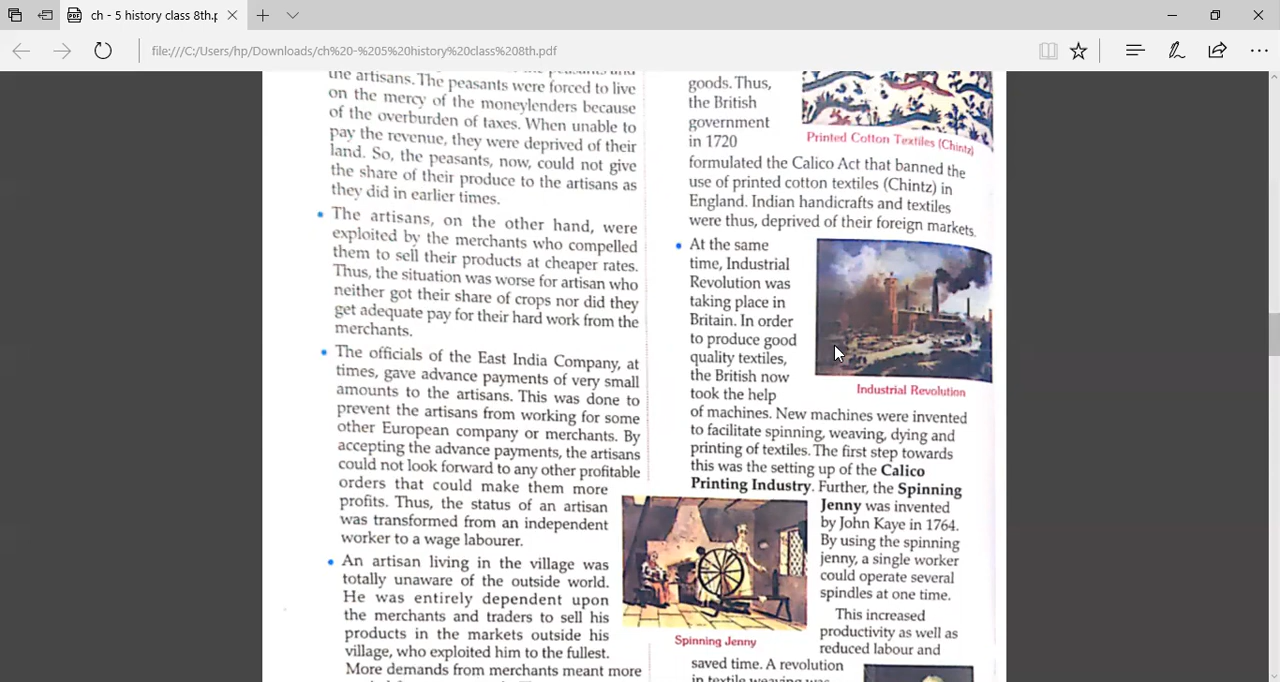 ch - 5 history class 8th.p
file:///C:/Users/hp/Downloads/ch%20-%205%20history%20class%208th.pdf
the artisans. The peasants were forced to live
on the mercy of the moneylenders because
of the overburden of taxes. When unable to
pay the revenue, they were deprived of their
land. So, the peasants, now, could not give
the share of their produce to the artisans as
they did in earlier times.
• The artisans, on the other hand, were
exploited by the merchants who compelled
them to sell their products at cheaper rates.
Thus, the situation was worse for artisan who
neither got their share of crops nor did they
get adequate pay for their hard work from the
merchants.
• The officials of the East India Company, at
times, gave advance payments of very small
amounts to the artisans. This was done to
prevent the artisans from working for some
other European company or merchants. By
accepting the advance payments, the artisans
could not look forward to any other profitable
orders that could make them more
profits. Thus, the status of an artisan
was transformed from an independent
worker to a wage labourer.
• An artisan living in the village was
totally unaware of the outside world.
He was entirely dependent upon
the merchants and traders to sell his
products in the markets outside his
village, who exploited him to the fullest.
More demands from merchants meant more
goods. Thus,
the British
government
in 1720
Printed Cotton Textiles (Chintz)
formulated the Calico Act that banned the
use of printed cotton textiles (Chintz) in
England. Indian handicrafts and textiles
were thus, deprived of their foreign markets.
• At the same
time, Industrial
Revolution was
taking place in
Britain. In order
to produce good
quality textiles,
the British now
took the help
Industrial Revolution
of machines. New machines were invented
to facilitate spinning, weaving, dying and
printing of textiles. The first step towards
this was the setting up of the Calico
Printing Industry. Further, the Spinning
Jenny was invented
by John Kaye in 1764.
By using the spinning
jenny, a single worker
could operate several
spindles at one time.
This increased
productivity as well as
reduced labour and
Spinning Jenny
saved time. A revolution
in textile weaving was